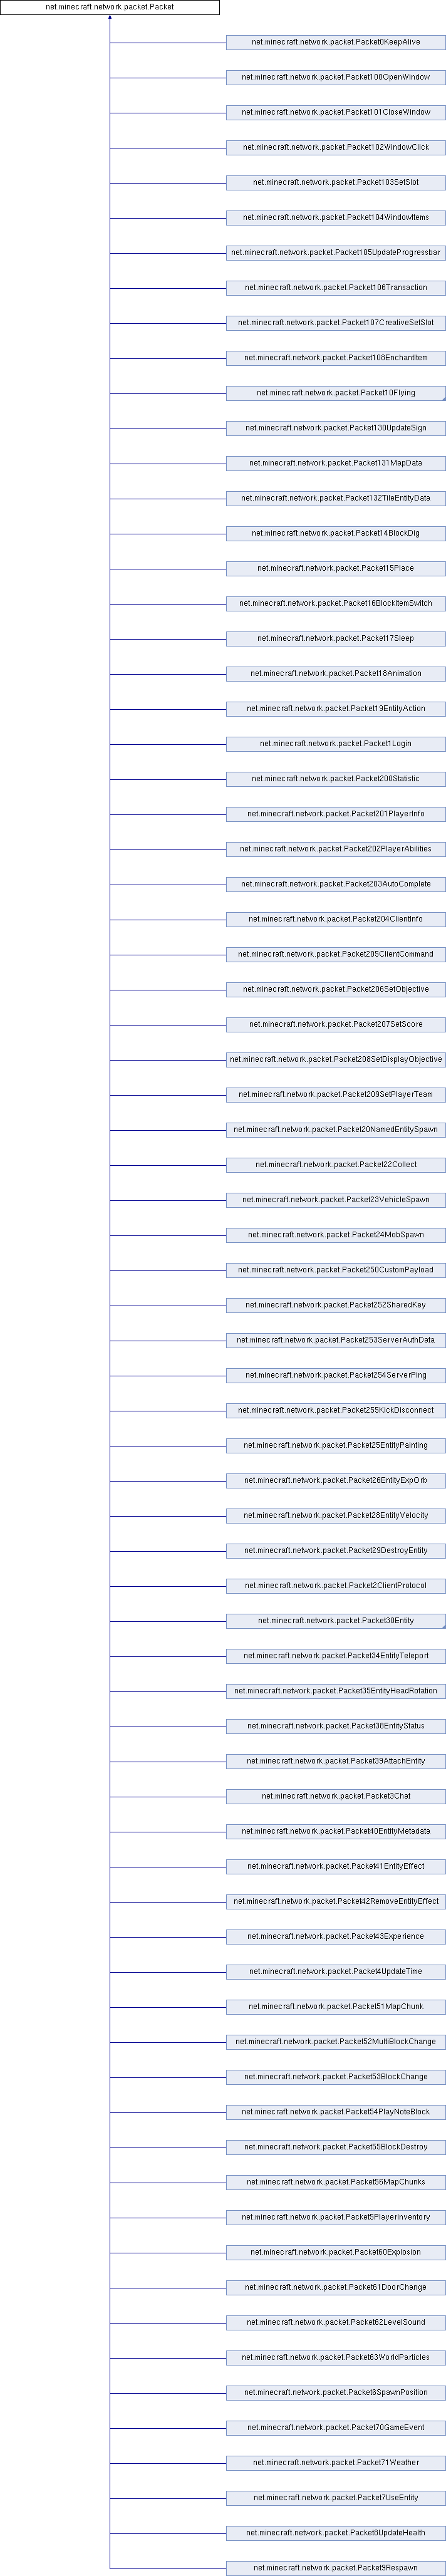 net.minecraft.network.packet.Packet
net.minecraft.network.packet.Packet0KeepAlive
net.minecraft.network.packet.Packet100OpenWindow
net.minecraft.network.packet.Packet101CloseWindow
net.minecraft.network.packet.Packet102WindowClick
net.minecraft.network.packet.Packet103SetSlot
net.minecraft.network.packet.Packet104WindowItems
net.minecraft.network.packet.Packet105UpdateProgressbar
net.minecraft.network.packet.Packet106Transaction
net.minecraft.network.packet.Packet107CreativeSetSlot
net.minecraft.network.packet.Packet108EnchantItem
net.minecraft.network.packet.Packet10Flying
net.minecraft.network.packet.Packet130UpdateSign
net.minecraft.network.packet.Packet131MapData
net.minecraft.network.packet.Packet132TileEntityData
net.minecraft.network.packet.Packet14BlockDig
net.minecraft.network.packet.Packet15Place
net.minecraft.network.packet.Packet16BlockItemSwitch
net.minecraft.network.packet.Packet17Sleep
net.minecraft.network.packet.Packet18Animation
net.minecraft.network.packet.Packet19EntityAction
net.minecraft.network.packet.Packet1Login
net.minecraft.network.packet.Packet200Statistic
net.minecraft.network.packet.Packet201PlayerInfo
net.minecraft.network.packet.Packet202PlayerAbilities
net.minecraft.network.packet.Packet203AutoComplete
net.minecraft.network.packet.Packet204ClientInfo
net.minecraft.network.packet.Packet205ClientCommand
net.minecraft.network.packet.Packet206SetObjective
net.minecraft.network.packet.Packet207SetScore
net.minecraft.network.packet.Packet208SetDisplayObjective
net.minecraft.network.packet.Packet209SetPlayerTeam
net.minecraft.network.packet.Packet20NamedEntitySpawn
net.minecraft.network.packet.Packet22Collect
net.minecraft.network.packet.Packet23VehicleSpawn
net.minecraft.network.packet.Packet24MobSpawn
net.minecraft.network.packet.Packet250CustomPayload
net.minecraft.network.packet.Packet252SharedKey
net.minecraft.network.packet.Packet253ServerAuthData
net.minecraft.network.packet.Packet254ServerPing
net.minecraft.network.packet.Packet255KickDisconnect
net.minecraft.network.packet.Packet25EntityPainting
net.minecraft.network.packet.Packet26EntityExpOrb
net.minecraft.network.packet.Packet28EntityVelocity
net.minecraft.network.packet.Packet29DestroyEntity
net.minecraft.network.packet.Packet2ClientProtocol
net.minecraft.network.packet.Packet30Entity
net.minecraft.network.packet.Packet34EntityTeleport
net.minecraft.network.packet.Packet35EntityHeadRotation
net.minecraft.network.packet.Packet38EntityStatus
net.minecraft.network.packet.Packet39AttachEntity
net.minecraft.network.packet.Packet3Chat
net.minecraft.network.packet.Packet40EntityMetadata
net.minecraft.network.packet.Packet41EntityEffect
net.minecraft.network.packet.Packet42RemoveEntityEffect
net.minecraft.network.packet.Packet43Experience
net.minecraft.network.packet.Packet4UpdateTime
net.minecraft.network.packet.Packet51MapChunk
net.minecraft.network.packet.Packet52MultiBlockChange
net.minecraft.network.packet.Packet53BlockChange
net.minecraft.network.packet.Packet54PlayNoteBlock
net.minecraft.network.packet.Packet55BlockDestroy
net.minecraft.network.packet.Packet56MapChunks
net.minecraft.network.packet.Packet5PlayerInventory
net.minecraft.network.packet.Packet60Explosion
net.minecraft.network.packet.Packet61DoorChange
net.minecraft.network.packet.Packet62LevelSound
net.minecraft.network.packet.Packet63WorldParticles
net.minecraft.network.packet.Packet6SpawnPosition
net.minecraft.network.packet.Packet70GameEvent
net.minecraft.network.packet.Packet71Weather
net.minecraft.network.packet.Packet7UseEntity
net.minecraft.network.packet.Packet8UpdateHealth
net.minecraft.network.packet.Packet9Respawn